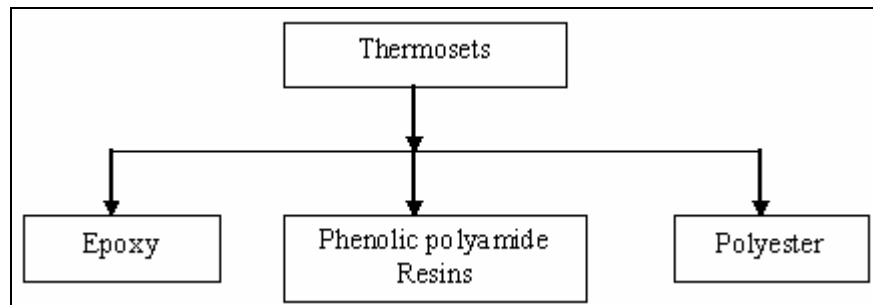 Thermosets
Epoxy
Phenolic polyamide
Resins
Polyester